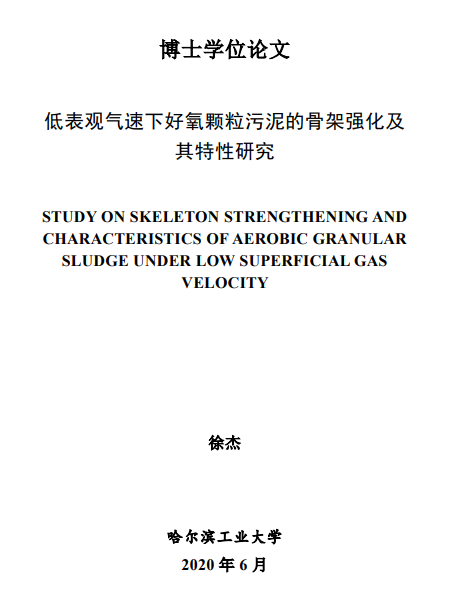 博士学位论文
低表观气速下好氧颗粒污泥的骨架强化及
其特性研究
STUDY ON SKELETON STRENGTHENING AND
CHARACTERISTICS OF AEROBIC GRANULAR
SLUDGE UNDER LOW SUPERFICIAL GAS
VELOCITY
徐杰
哈尔滨工业大学
2020 年 6 月